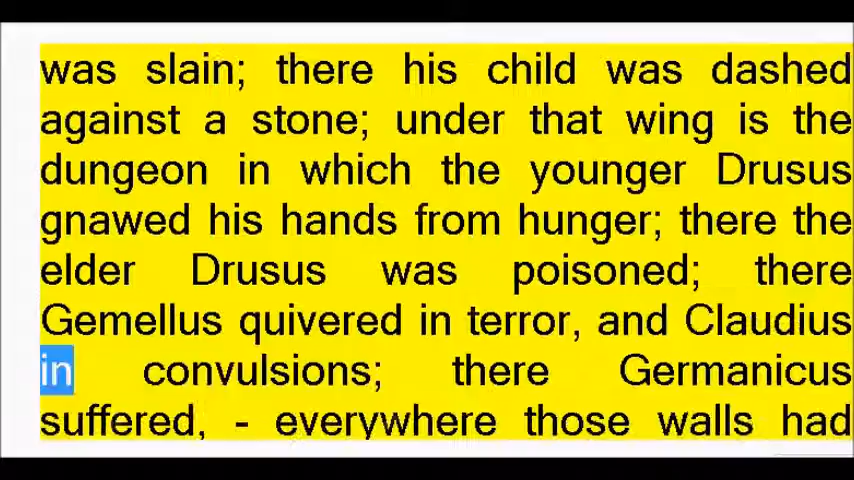 was slain; there his child was dashed
against a stone; under that wing is the
dungeon in which the younger Drusus
gnawed his hands from hunger; there the
elder Drusus was poisoned; there
Gemellus quivered in terror, and Claudius
in convulsions; there Germanicus
suffered, - everywhere those walls had